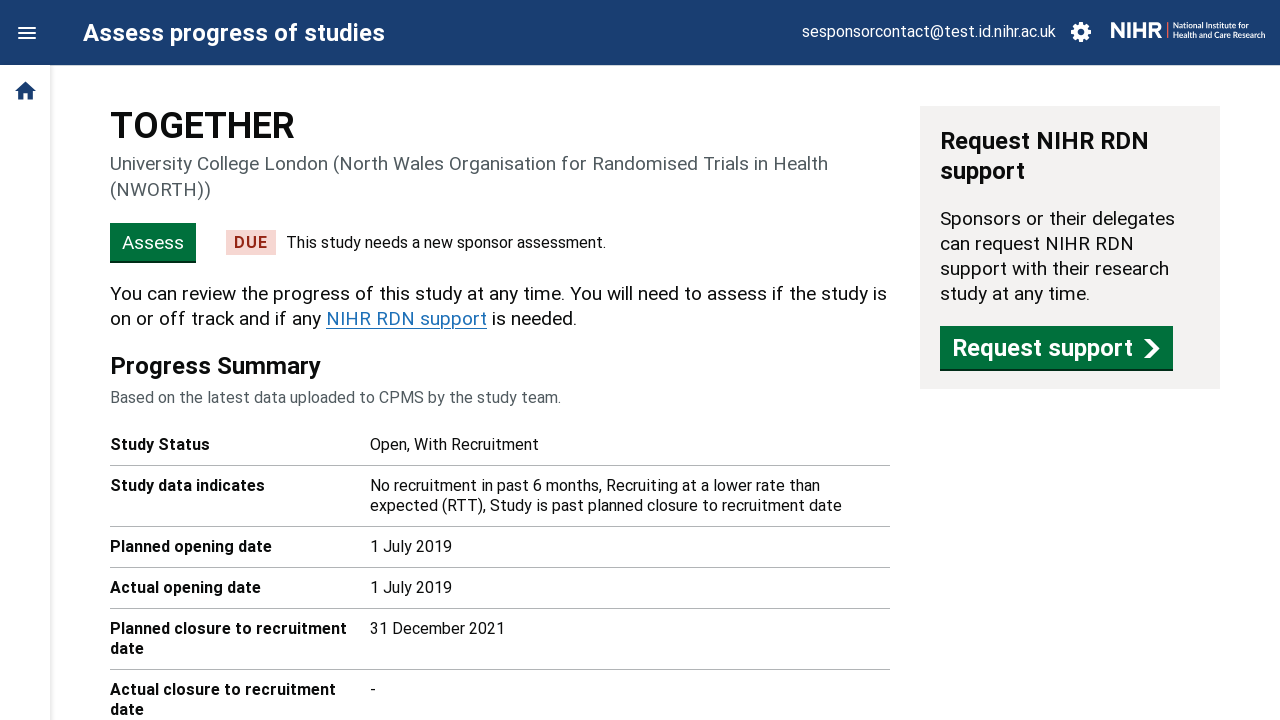 Assess progress of studies
sesponsorcontact@test.id.nihr.ac.uk
NIHR | National Institute for
Health and Care Research
TOGETHER
University College London (North Wales Organisation for Randomised Trials in Health
(NWORTH))
Assess
DUE
This study needs a new sponsor assessment.
You can review the progress of this study at any time. You will need to assess if the study is
on or off track and if any NIHR RDN support is needed.
Progress Summary
Based on the latest data uploaded to CPMS by the study team.
Study Status
Open, With Recruitment
Study data indicates
No recruitment in past 6 months, Recruiting at a lower rate than
expected (RTT), Study is past planned closure to recruitment date
Planned opening date
1 July 2019
Actual opening date
1 July 2019
Planned closure to recruitment
date
31 December 2021
Actual closure to recruitment
date
-
Request NIHR RDN
support
Sponsors or their delegates
can request NIHR RDN
support with their research
study at any time.
Request support